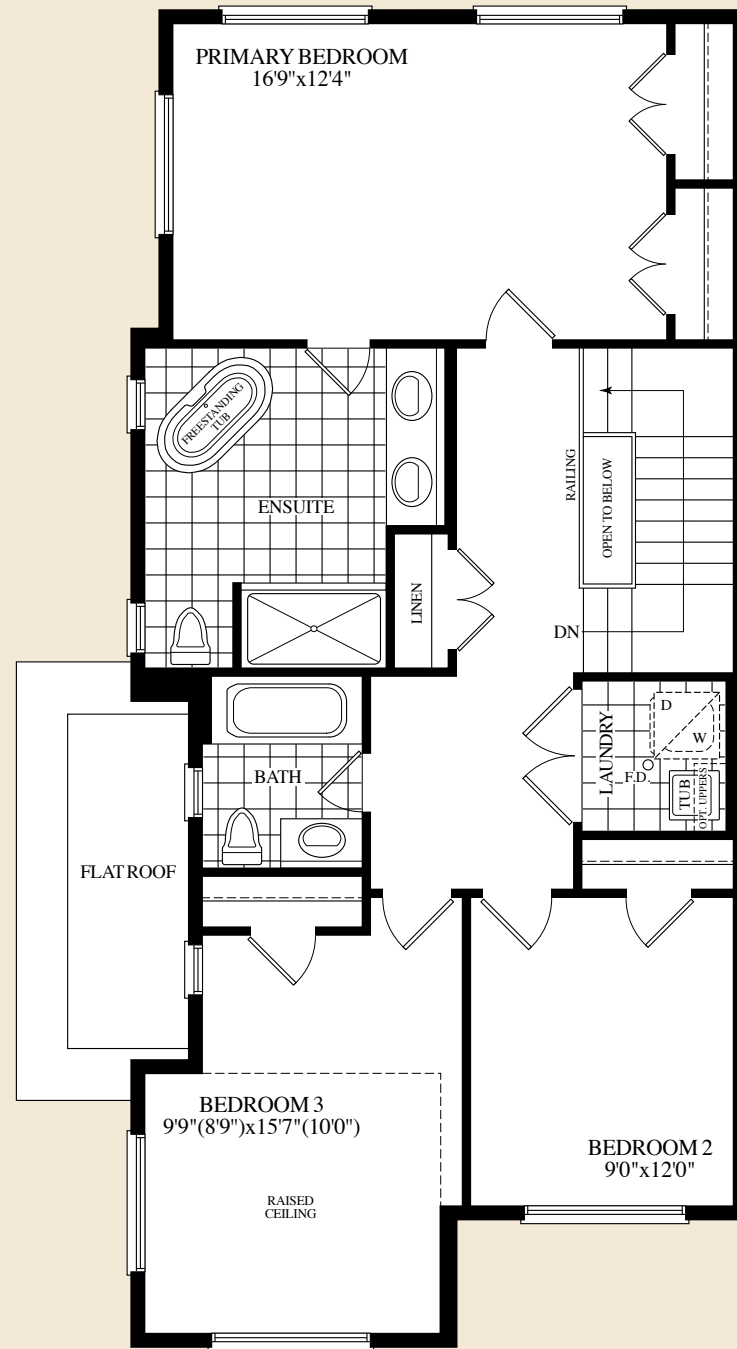 PRIMARY BEDROOM
16'9"x12'4"
FREESTANDING
TUB
ENSUITE
RAILING
OPEN TO BELOW
LINEN
DN
LAUNDRY
D
W
F.D.
TUB
OPT. UPPERS
BATH
FLAT ROOF
BEDROOM 3
9'9"(8'9")x15'7"(10'0")
RAISED
CEILING
BEDROOM 2
9'0"x12'0"